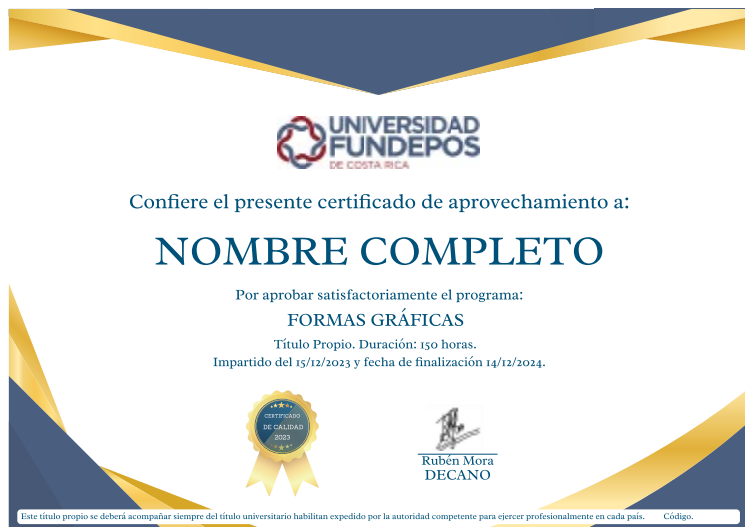 UNIVERSIDAD
FUNDEPOS
DE COSTA RICA
Confiere el presente certificado de aprovechamiento a:
NOMBRE COMPLETO
Por aprobar satisfactoriamente el programa:
FORMAS GRÁFICAS
Título Propio. Duración: 150 horas.
Impartido del 15/12/2023 y fecha de finalización 14/12/2024.
CERTIFICADO
DE CALIDAD
2023
Rubén Mora
DECANO
Este título propio se deberá acompañar siempre del título universitario habilitan expedido por la autoridad competente para ejercer profesionalmente en cada país. Código.